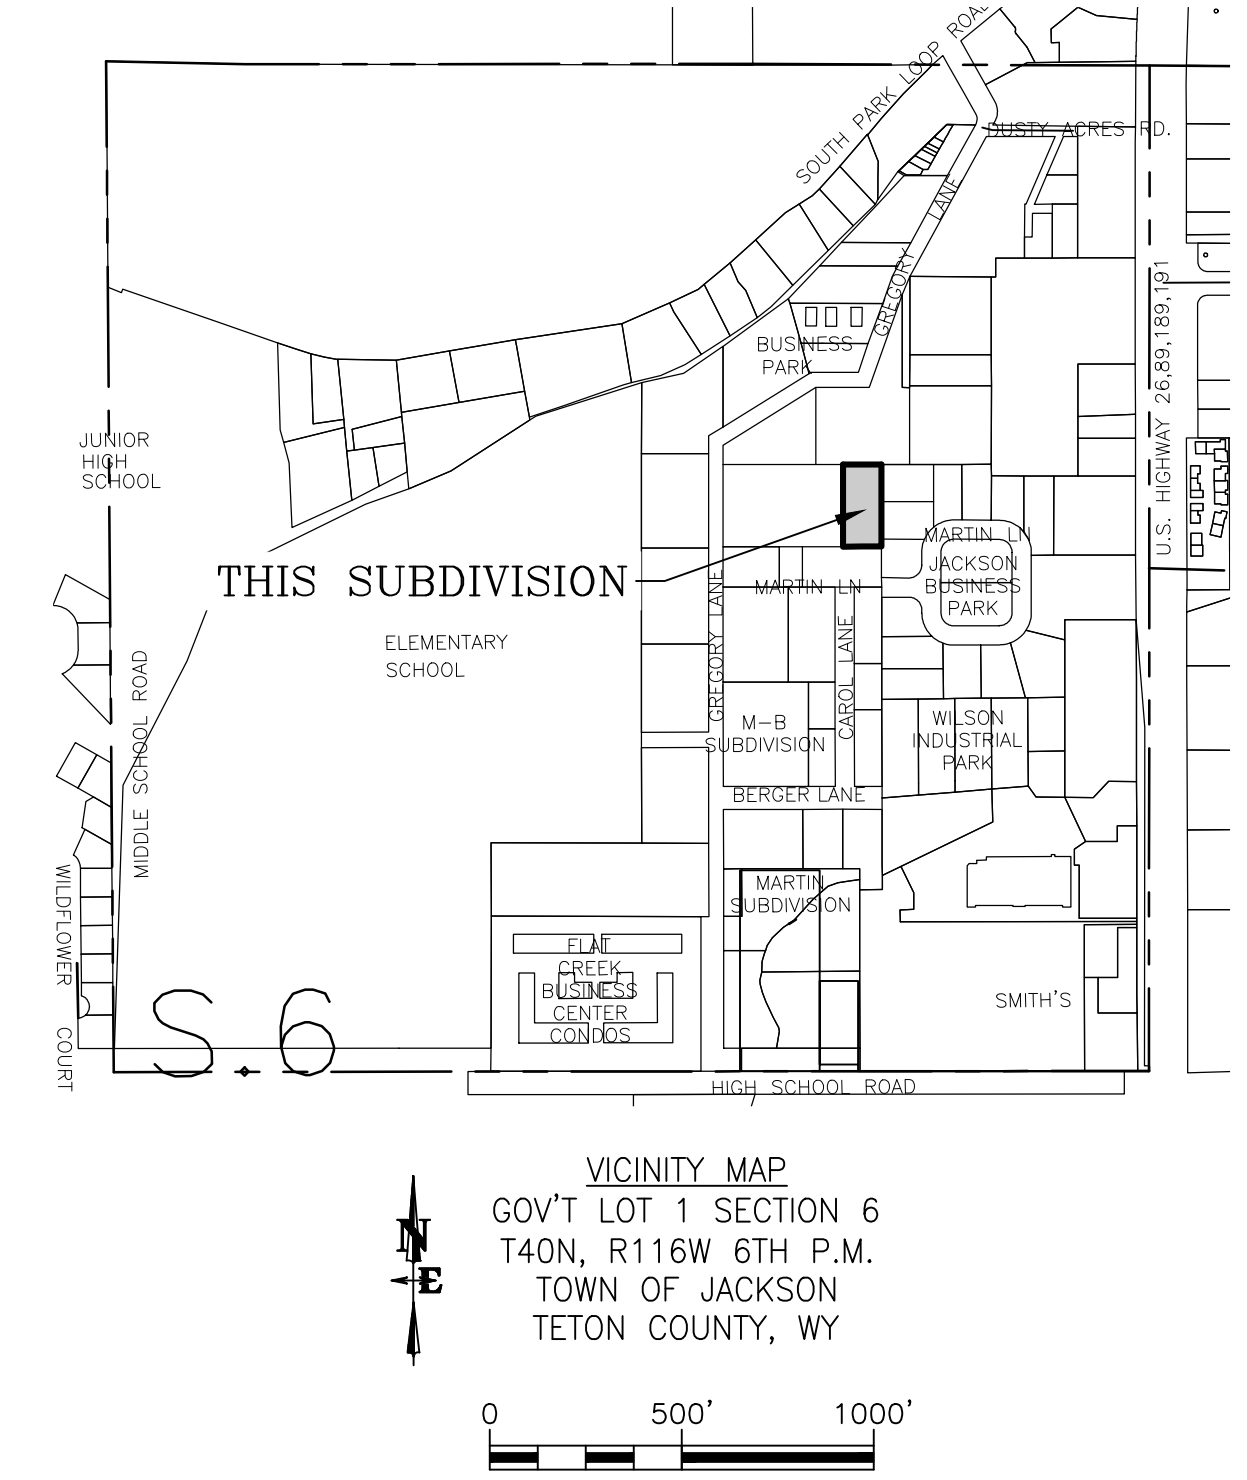 SOUTH PARK LOOP ROAD
DUSTY ACRES RD.
GREGORY LANE
U.S. HIGHWAY 26,89,189,191
BUSINESS
PARK
JUNIOR
HIGH
SCHOOL
MARTIN LN
JACKSON
BUSINESS
PARK
THIS SUBDIVISION
MARTIN LN
GREGORY LANE
CAROL LANE
ELEMENTARY
SCHOOL
MIDDLE SCHOOL ROAD
M-B
SUBDIVISION
WILSON
INDUSTRIAL
PARK
BERGER LANE
WILDFLOWER COURT
MARTIN
SUBDIVISION
FLAT
CREEK
BUSINESS
CENTER
CONDOS
SMITH'S
S.6
HIGH SCHOOL ROAD
VICINITY MAP
GOV'T LOT 1 SECTION 6
T40N, R116W 6TH P.M.
TOWN OF JACKSON
TETON COUNTY, WY
N
E
0 500' 1000'